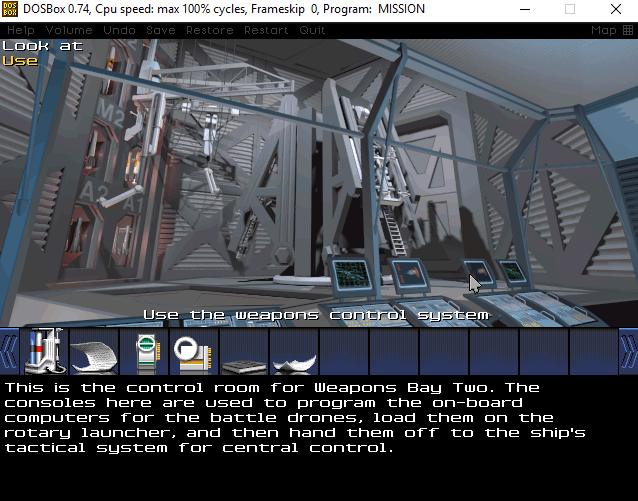 DOS
BOX
DOSBox 0.74, Cpu speed: max 100% cycles, Frameskip 0, Program: MISSION
Help Volume Undo Save Restore Restart Quit Map
Look at
Use
M2
A2 A1
Use the weapons control system
This is the control room for Weapons Bay Two. The
consoles here are used to program the on-board
computers for the battle drones, load them on the
rotary launcher, and then hand them off to the ship's
tactical system for central control.